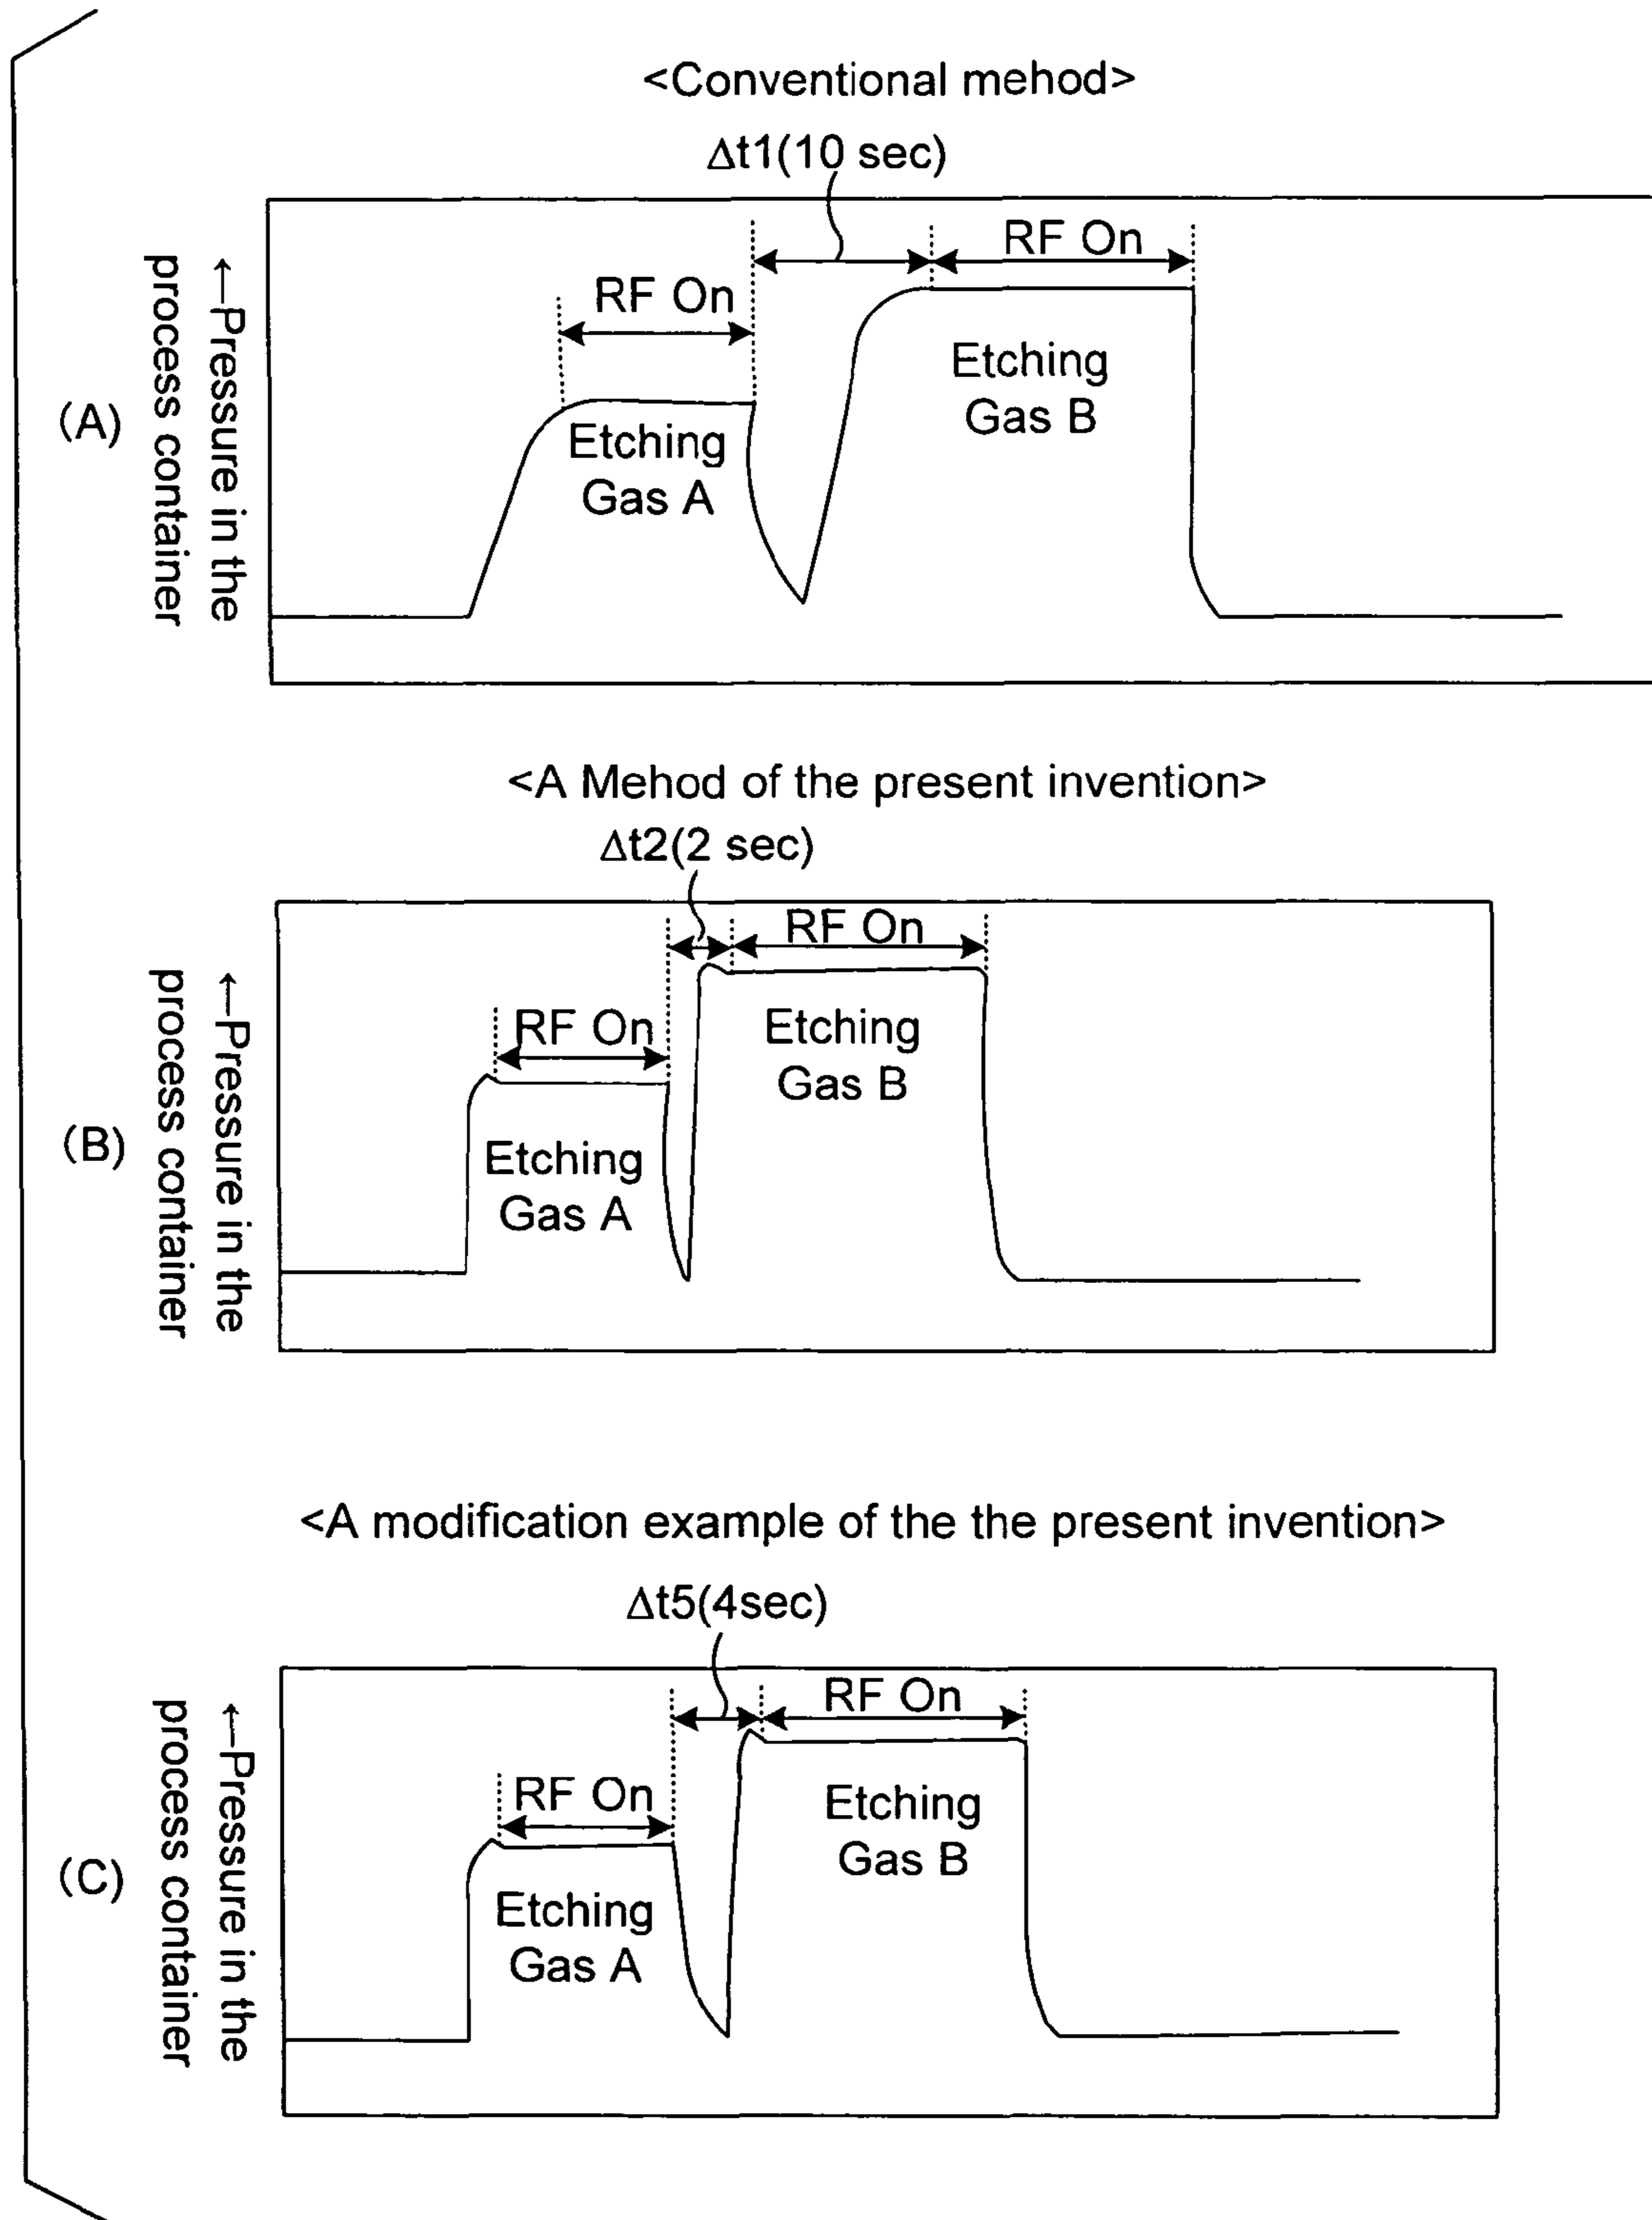 <Conventional mehod>
Δt1(10 sec)
RF On
RF On
Etching
Gas B
Etching
Gas A
(A)
←Pressure in the
process container
<A Mehod of the present invention>
Δt2(2 sec)
RF On
RF On
Etching
Gas B
Etching
Gas A
(B)
←Pressure in the
process container
<A modification example of the the present invention>
Δt5(4sec)
RF On
RF On
Etching
Gas B
Etching
Gas A
(C)
←Pressure in the
process container